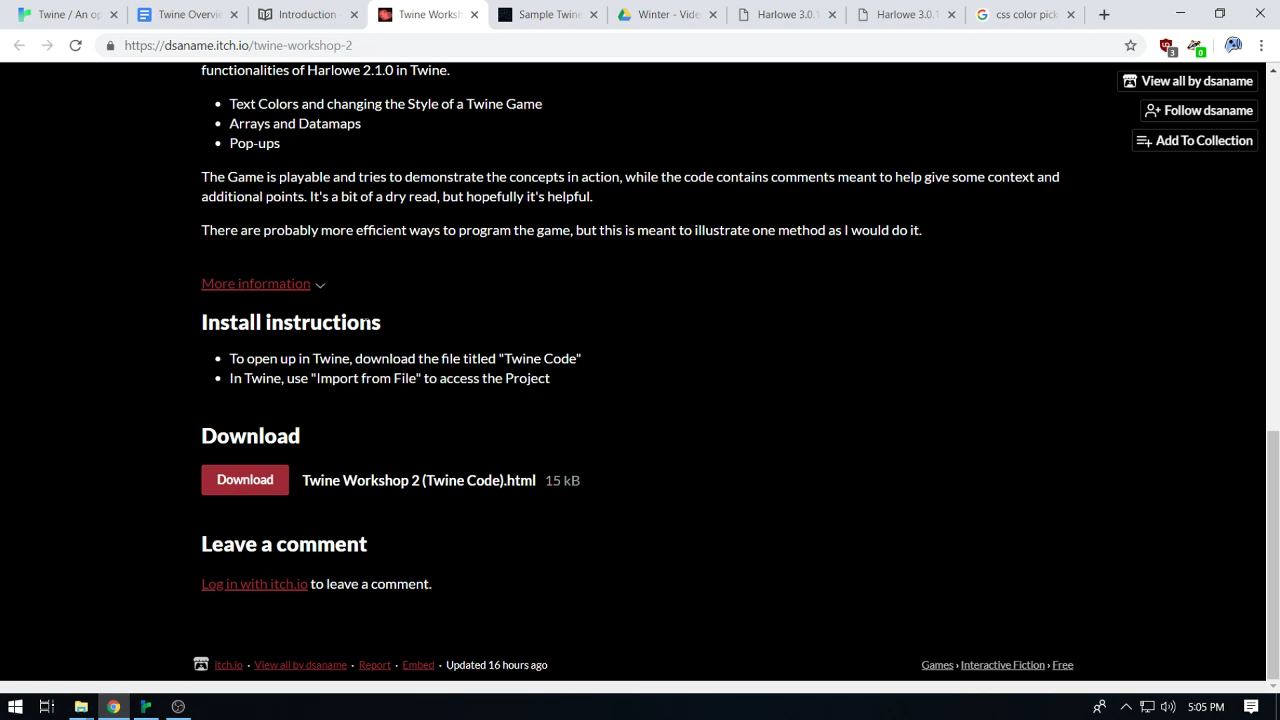 Twine / An op
Twine Overvi
Introduction
Twine Worksh
Sample Twin
Winter - Vide
Harlowe 3.0.
Harlowe 3.0.1
css color pick
https://dsaname.itch.io/twine-workshop-2
3
0
functionalities of Harlowe 2.1.0 in Twine.
View all by dsaname
Follow dsaname
Add To Collection
• Text Colors and changing the Style of a Twine Game
• Arrays and Datamaps
• Pop-ups
The Game is playable and tries to demonstrate the concepts in action, while the code contains comments meant to help give some context and
additional points. It's a bit of a dry read, but hopefully it's helpful.
There are probably more efficient ways to program the game, but this is meant to illustrate one method as I would do it.
More information
Install instructions
• To open up in Twine, download the file titled "Twine Code"
• In Twine, use "Import from File" to access the Project
Download
Download Twine Workshop 2 (Twine Code).html 15 kB
Leave a comment
Log in with itch.io to leave a comment.
itch.io · View all by dsaname · Report · Embed · Updated 16 hours ago
Games › Interactive Fiction › Free
5:05 PM